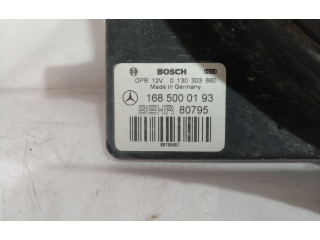 BOSCH
GPB 12V 0 130 303 880
Made in Germany
168 500 01 93
BEHR 80795